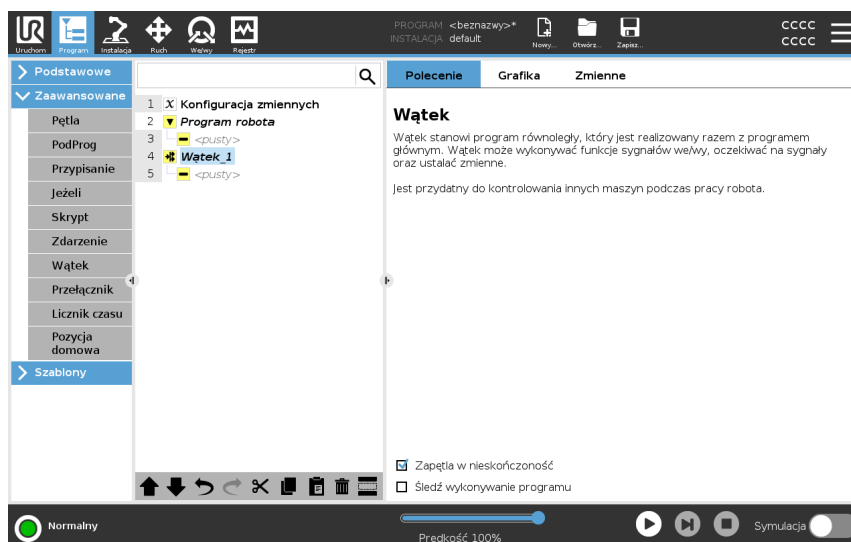 UR
PROGRAM <beznazwy>*
INSTALACJA default
cccc
cccc
Uruchom
Program
Instalacja
Ruch
We/wy
Rejestr
Nowy...
Otwórz...
Zapisz...
Podstawowe
Zaawansowane
Pętla
PodProg
Przypisanie
Jeżeli
Skrypt
Zdarzenie
Wątek
Przełącznik
Licznik czasu
Pozycja
domowa
Szablony
1 X Konfiguracja zmiennych
2 Program robota
3 <pusty>
4 Wątek_1
5 <pusty>
Polecenie
Grafika
Zmienne
Wątek
Wątek stanowi program równoległy, który jest realizowany razem z programem
głównym. Wątek może wykonywać funkcje sygnałów we/wy, oczekiwać na sygnały
oraz ustalać zmienne.
Jest przydatny do kontrolowania innych maszyn podczas pracy robota.
Zapętla w nieskończoność
Śledź wykonywanie programu
Normalny
Predkość 100%
Symulacja